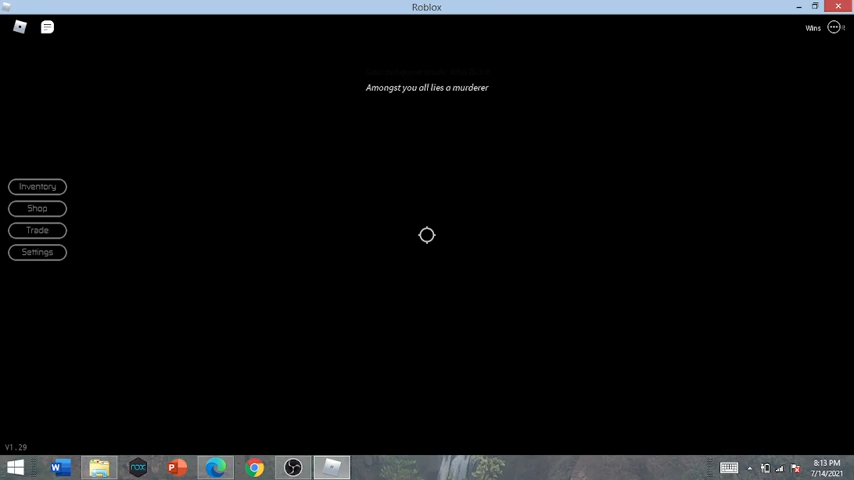 Roblox
Wins
Amongst you all lies a murderer
Inventory
Shop
Trade
Settings
V1.29
nox
8:13 PM
7/14/2021